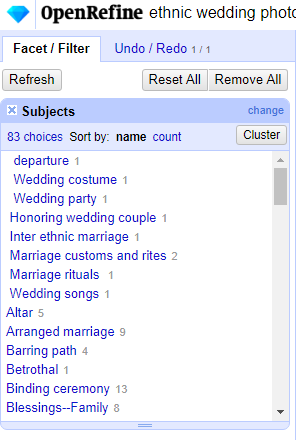 OpenRefine ethnic wedding photo
Facet / Filter Undo / Redo 1 / 1
Refresh Reset All Remove All
Subjects change
83 choices Sort by: name count Cluster
departure 1
Wedding costume 1
Wedding party 1
Honoring wedding couple 1
Inter ethnic marriage 1
Marriage customs and rites 2
Marriage rituals 1
Wedding songs 1
Altar 5
Arranged marriage 9
Barring path 4
Betrothal 1
Binding ceremony 13
Blessings--Family 8